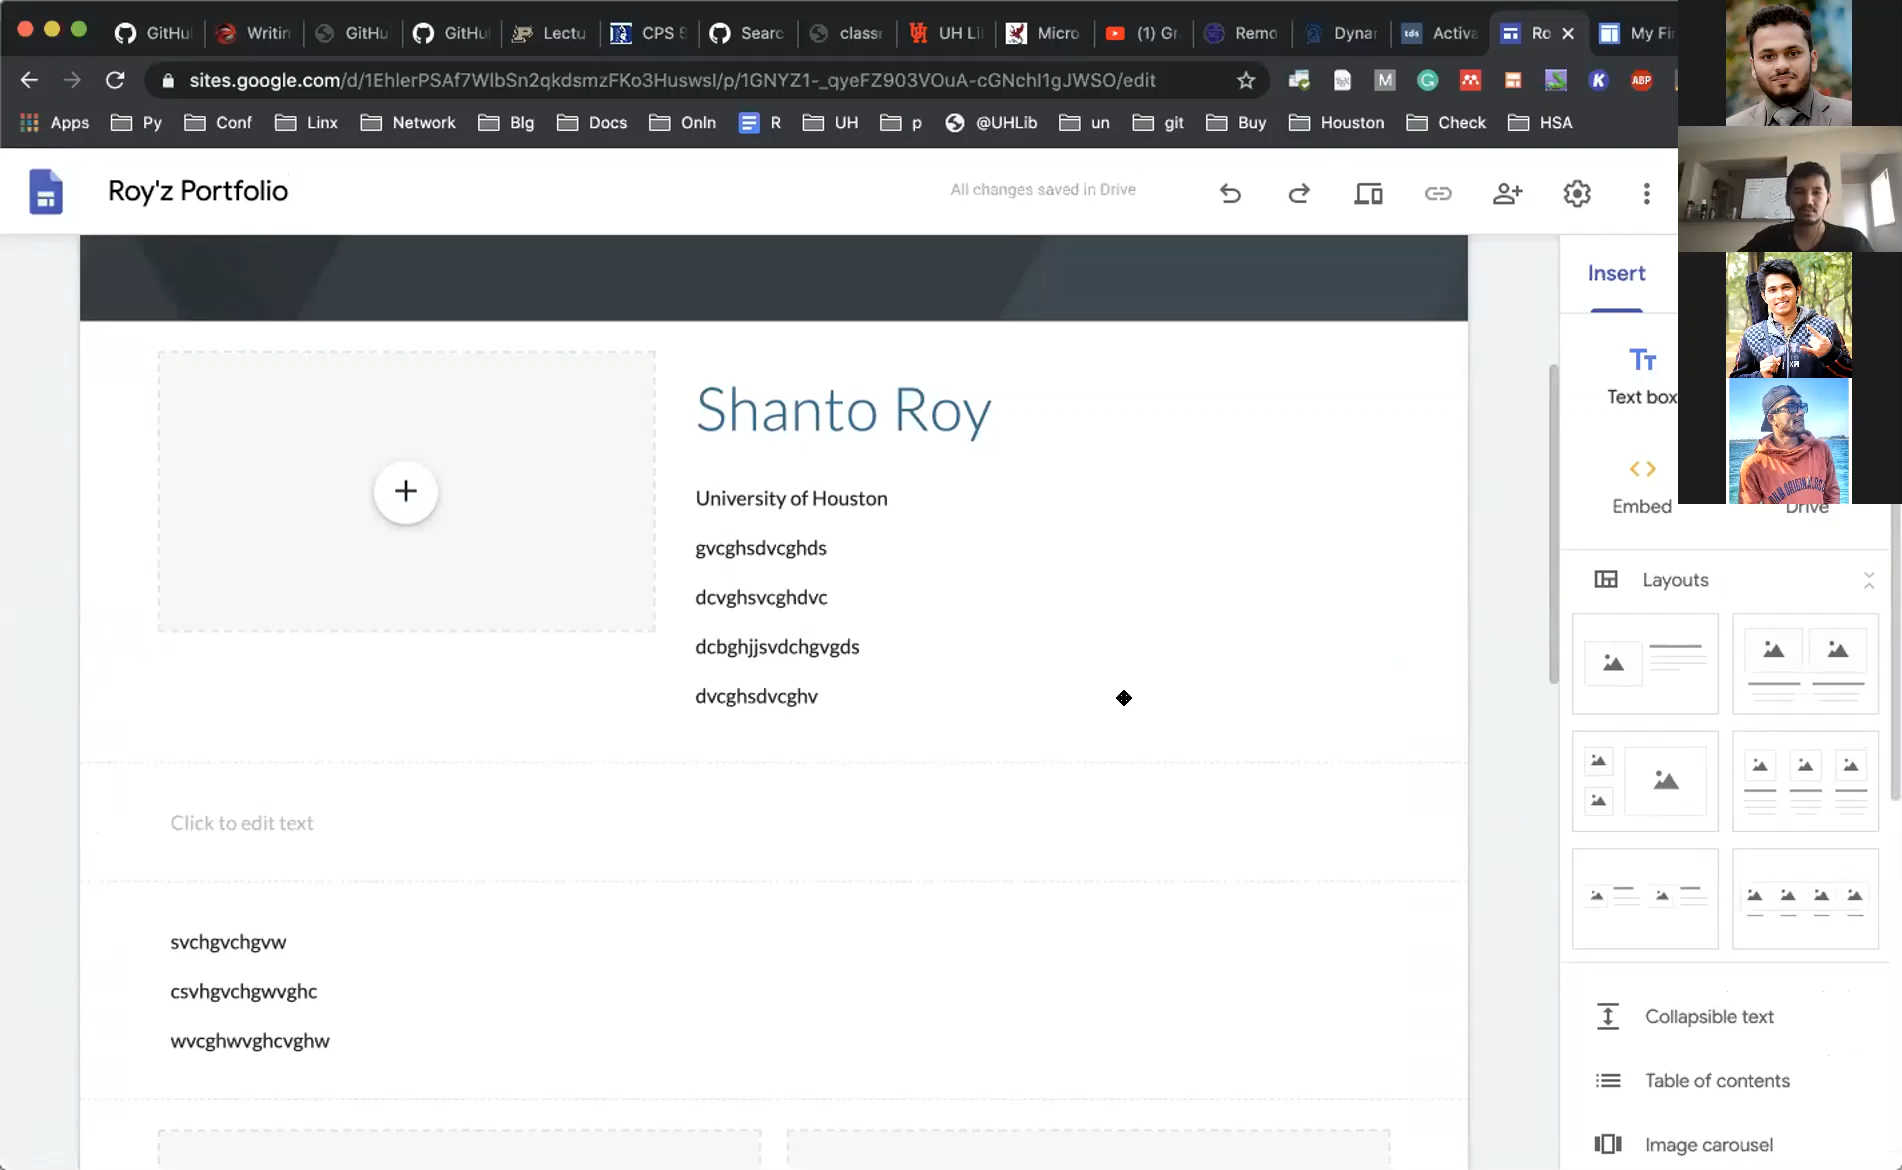 GitHu Writin GitHu GitHu Lectu CPS S Searc classr UH Li Micro (1) Gr Remo Dynar Activa Ro My Fi
sites.google.com/d/1EhlerPSAf7WlbSn2qkdsmzFKo3Huswsl/p/1GNYZ1-_qyeFZ903VOuA-cGNchl1gJWSO/edit
Apps Py Conf Linx Network Blg Docs Onln R UH p @UHLib un git Buy Houston Check HSA
Roy'z Portfolio
All changes saved in Drive
Insert
Shanto Roy
University of Houston
gvcghsdvcghds
dcvghsvcghdvc
dcbghjjsvdchgvgds
dvcghsdvcghv
Click to edit text
svchgvchgvw
csvhgvchgwvghc
wvcghwvghcvghw
Text box
Embed Drive
Layouts
Collapsible text
Table of contents
Image carousel